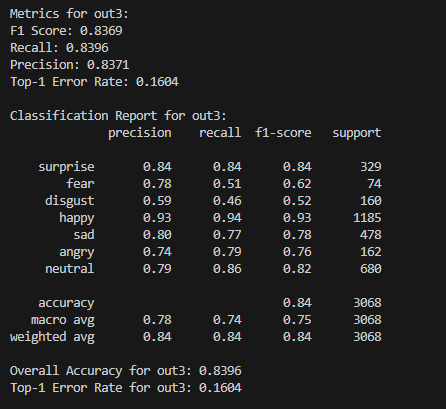 Metrics for out3:
F1 Score: 0.8369
Recall: 0.8396
Precision: 0.8371
Top-1 Error Rate: 0.1604
Classification Report for out3:
precision recall f1-score support
surprise 0.84 0.84 0.84 329
fear 0.78 0.51 0.62 74
disgust 0.59 0.46 0.52 160
happy 0.93 0.94 0.93 1185
sad 0.80 0.77 0.78 478
angry 0.74 0.79 0.76 162
neutral 0.79 0.86 0.82 680
accuracy 0.84 3068
macro avg 0.78 0.74 0.75 3068
weighted avg 0.84 0.84 0.84 3068
Overall Accuracy for out3: 0.8396
Top-1 Error Rate for out3: 0.1604